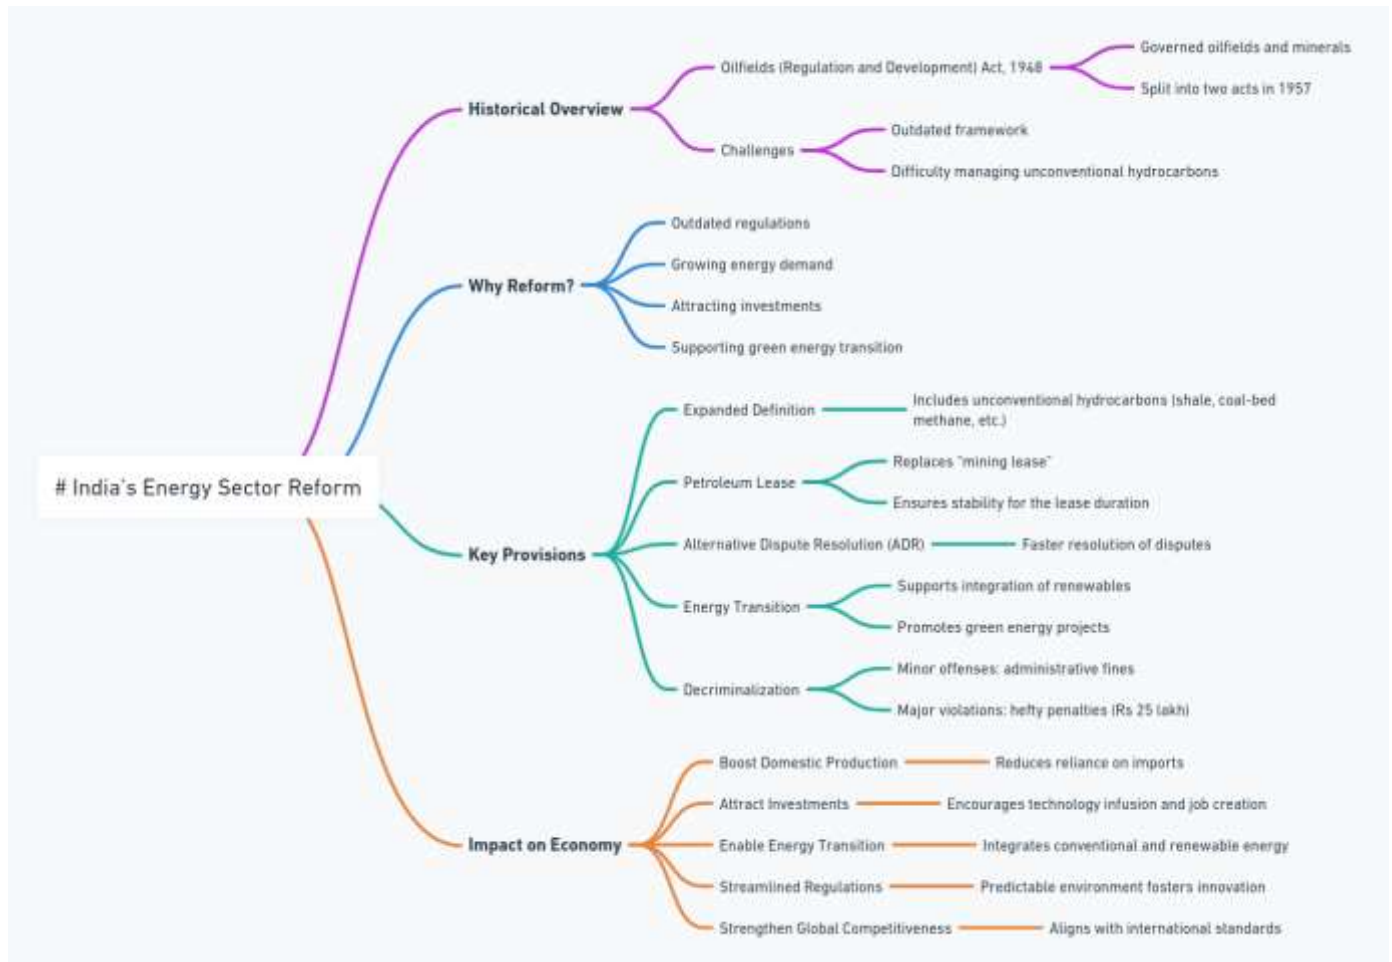 Governed oilfields and minerals
Oilfields (Regulation and Development) Act, 1948
Split into two acts in 1957
Historical Overview
Outdated framework
Challenges
Difficulty managing unconventional hydrocarbons
Outdated regulations
Growing energy demand
Why Reform?
Attracting investments
Supporting green energy transition
Expanded Definition
Includes unconventional hydrocarbons (shale, coal-bed
methane, etc.)
Replaces "mining lease"
Petroleum Lease
Ensures stability for the lease duration
# India's Energy Sector Reform
Alternative Dispute Resolution (ADR)
Faster resolution of disputes
Key Provisions
Supports integration of renewables
Energy Transition
Promotes green energy projects
Minor offenses: administrative fines
Decriminalization
Major violations: hefty penalties (Rs 25 lakh)
Boost Domestic Production
Reduces reliance on imports
Attract Investments
Encourages technology infusion and job creation
Impact on Economy
Enable Energy Transition
Integrates conventional and renewable energy
Streamlined Regulations
Predictable environment fosters innovation
Strengthen Global Competitiveness
Aligns with international standards